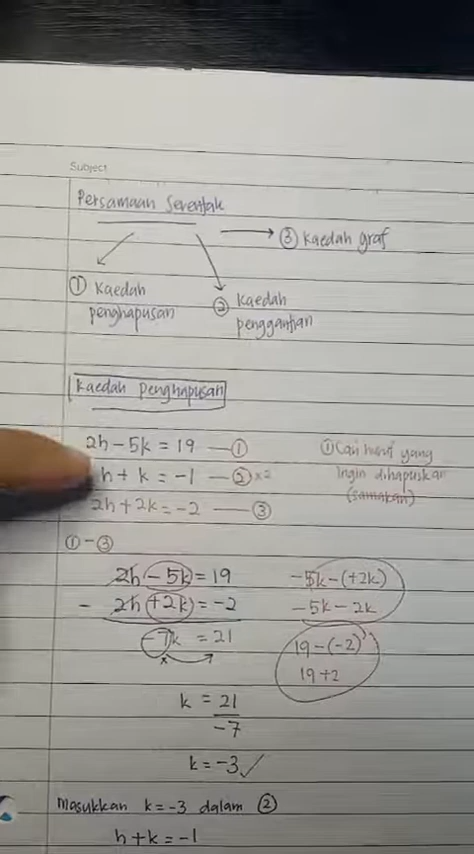 Subject
Persamaan Serentak
③ Kaedah graf
① Kaedah penghapusan
② Kaedah penggantian
Kaedah Penghapusan
2h - 5k = 19 — ①
h + k = -1 — ② ×2
2h + 2k = -2 — ③
① Cari huruf yang
ingin dihapuskan
(samakan)
① - ③
2h - 5k = 19
- 2h + 2k = -2
-7k = 21
-5k - (+2k)
-5k - 2k
19 - (-2)
19 + 2
k = 21
-7
k = -3 ✓
Masukkan k = -3 dalam ②
h + k = -1